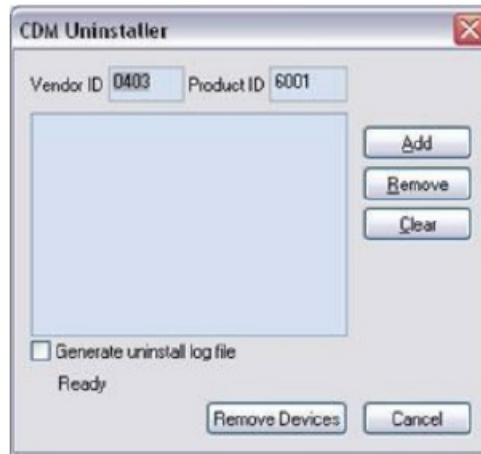 CDM Uninstaller
Vendor ID 0403 Product ID 6001
Add
Remove
Clear
Generate uninstall log file
Ready
Remove Devices Cancel